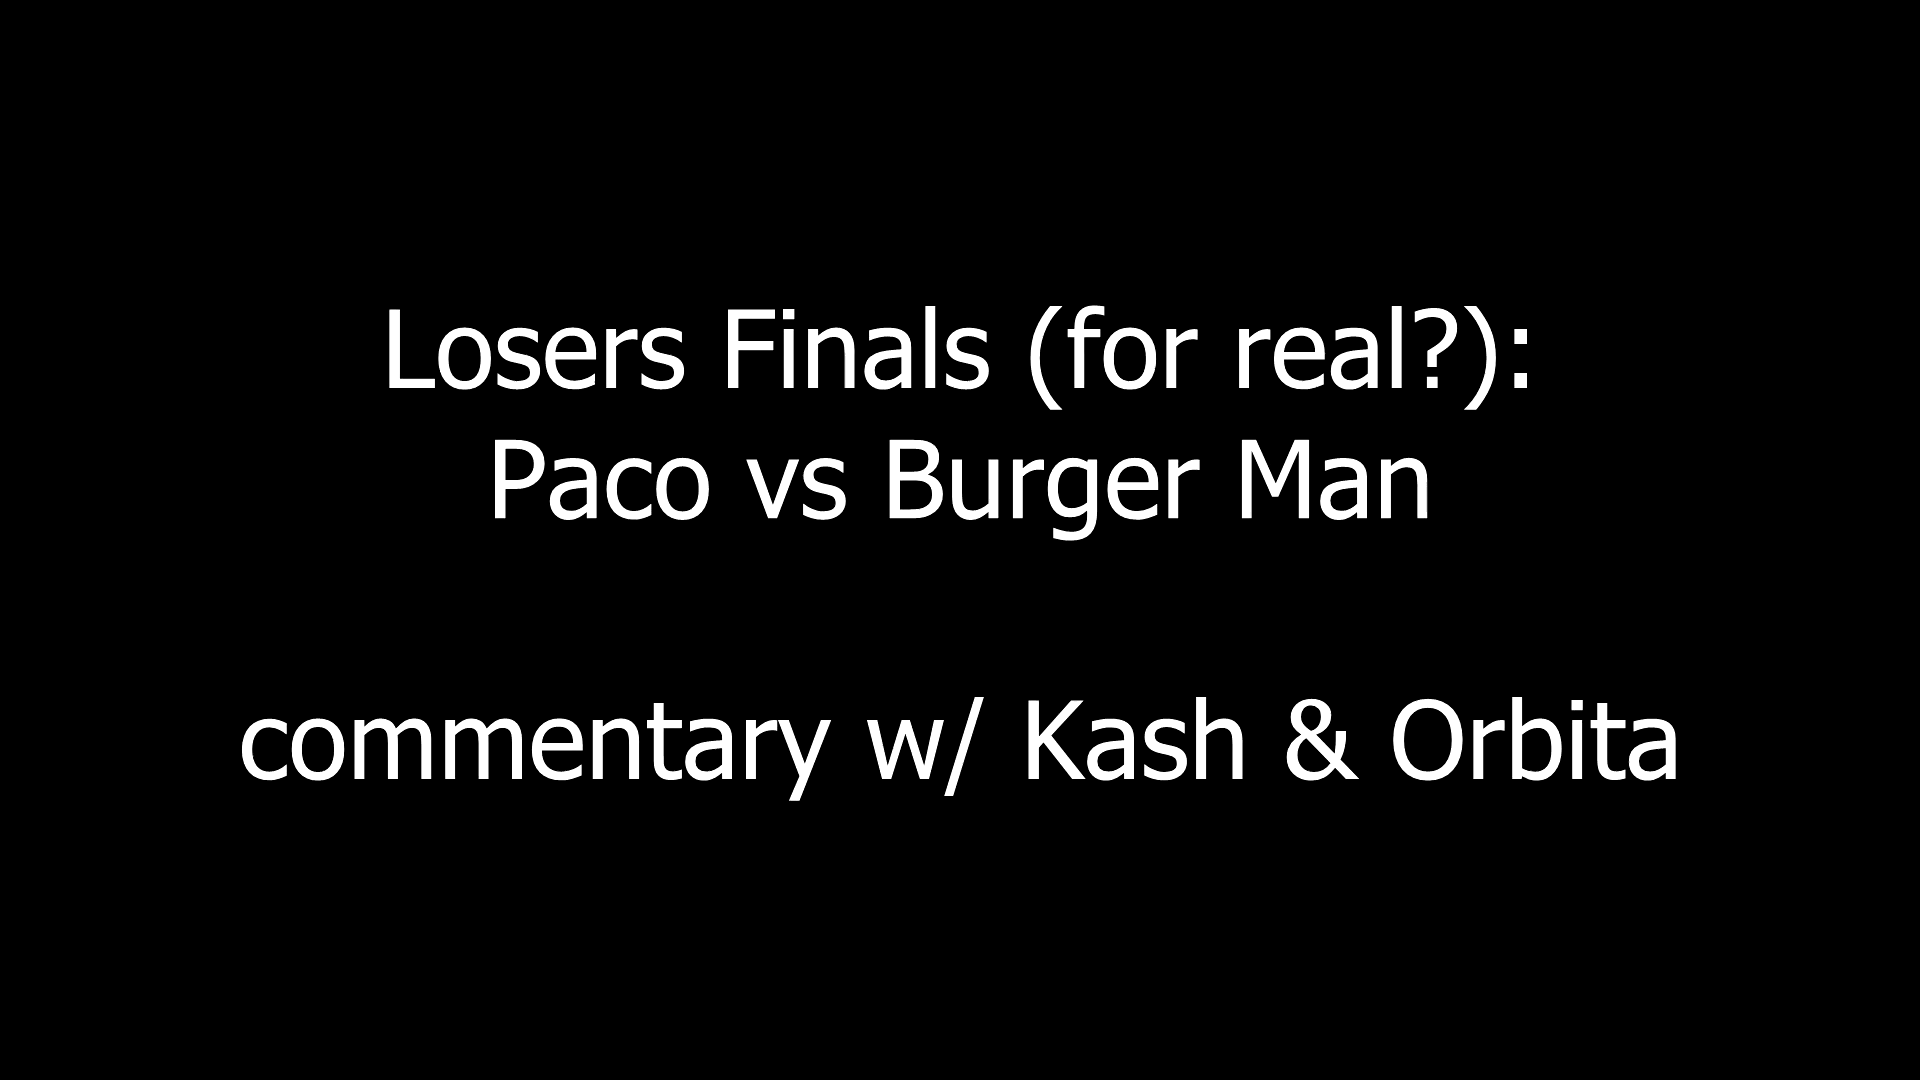 Losers Finals (for real?):
Paco vs Burger Man
commentary w/ Kash & Orbita